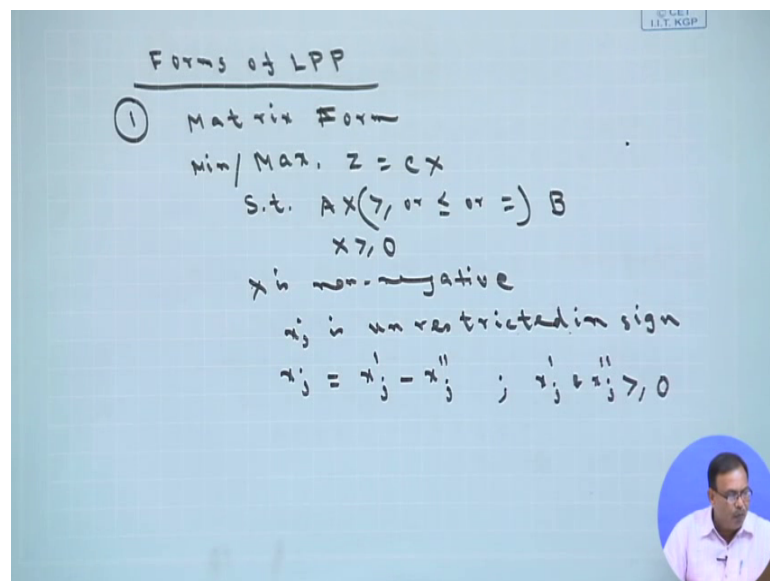 © CET
I.I.T. KGP
Forms of LPP
① Matrix Form
Min/Max. Z = CX
S.t. AX(≥, or ≤ or =) B
X ≥, 0
X is non-negative
xj is unrestricted in sign
xj = x'j - x''j ; x'j & x''j ≥, 0